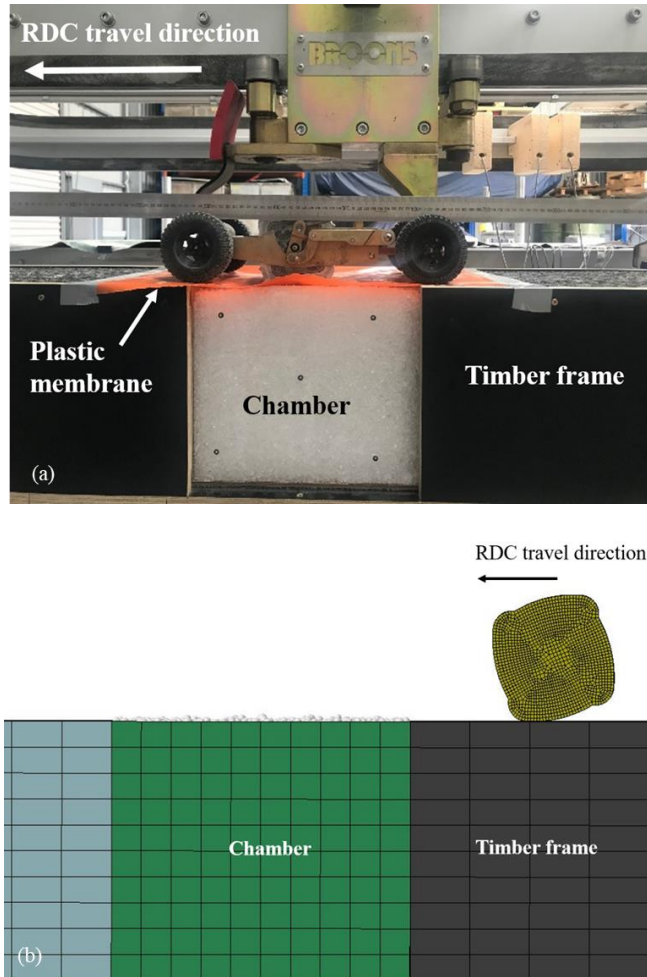 RDC travel direction
BROONS
Plastic
membrane
Chamber
Timber frame
(a)
RDC travel direction
Chamber
Timber frame
(b)